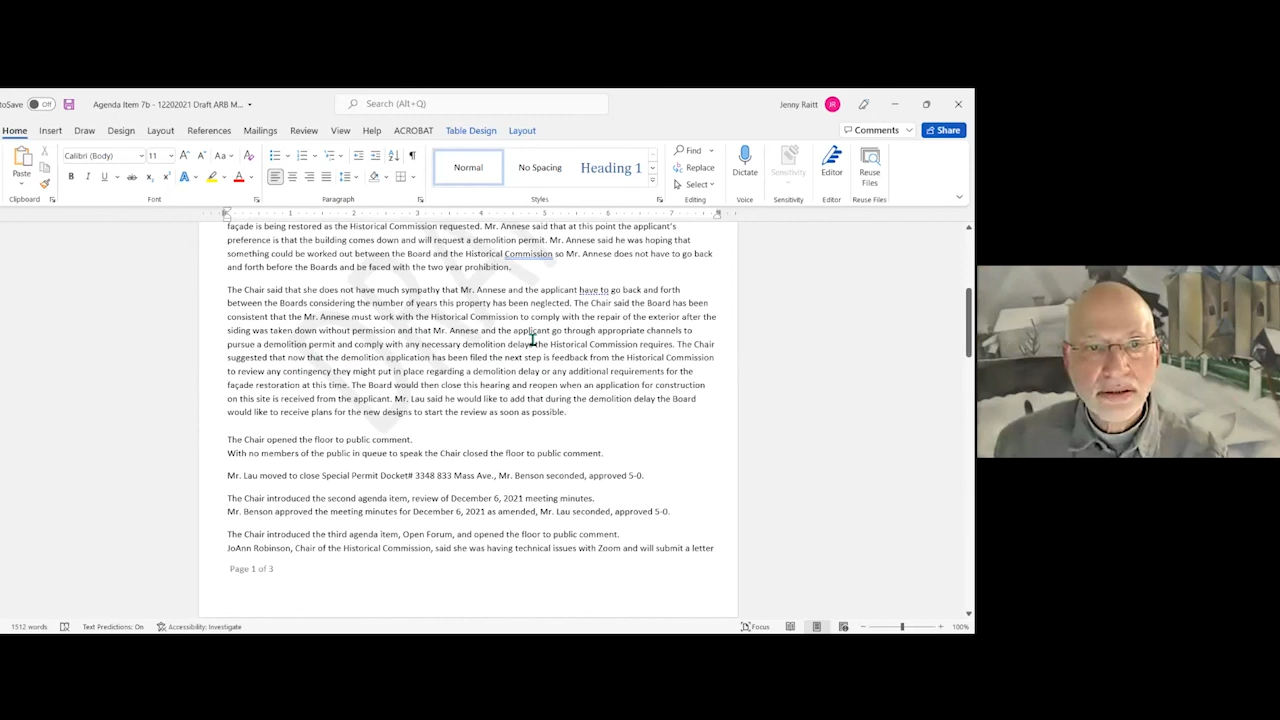 toSave Off Agenda Item 7b - 12202021 Draft ARB M... Search (Alt+Q) Jenny Raitt JR
Home Insert Draw Design Layout References Mailings Review View Help ACROBAT Table Design Layout Comments Share
Calibri (Body) 11 Aa Normal No Spacing Heading 1 Find
Replace
Select
Paste B I U ab x₂ x² A A Dictate Sensitivity Editor Reuse Files
Clipboard Font Paragraph Styles Editing Voice Sensitivity Editor Reuse Files
1 2 3 4 5 6 7
façade is being restored as the Historical Commission requested. Mr. Annese said that at this point the applicant's
preference is that the building comes down and will request a demolition permit. Mr. Annese said he was hoping that
something could be worked out between the Board and the Historical Commission so Mr. Annese does not have to go back
and forth before the Boards and be faced with the two year prohibition.
The Chair said that she does not have much sympathy that Mr. Annese and the applicant have to go back and forth
between the Boards considering the number of years this property has been neglected. The Chair said the Board has been
consistent that the Mr. Annese must work with the Historical Commission to comply with the repair of the exterior after the
siding was taken down without permission and that Mr. Annese and the applicant go through appropriate channels to
pursue a demolition permit and comply with any necessary demolition delays the Historical Commission requires. The Chair
suggested that now that the demolition application has been filed the next step is feedback from the Historical Commission
to review any contingency they might put in place regarding a demolition delay or any additional requirements for the
façade restoration at this time. The Board would then close this hearing and reopen when an application for construction
on this site is received from the applicant. Mr. Lau said he would like to add that during the demolition delay the Board
would like to receive plans for the new designs to start the review as soon as possible.
The Chair opened the floor to public comment.
With no members of the public in queue to speak the Chair closed the floor to public comment.
Mr. Lau moved to close Special Permit Docket# 3348 833 Mass Ave., Mr. Benson seconded, approved 5-0.
The Chair introduced the second agenda item, review of December 6, 2021 meeting minutes.
Mr. Benson approved the meeting minutes for December 6, 2021 as amended, Mr. Lau seconded, approved 5-0.
The Chair introduced the third agenda item, Open Forum, and opened the floor to public comment.
JoAnn Robinson, Chair of the Historical Commission, said she was having technical issues with Zoom and will submit a letter
Page 1 of 3
1512 words Text Predictions: On Accessibility: Investigate Focus 100%